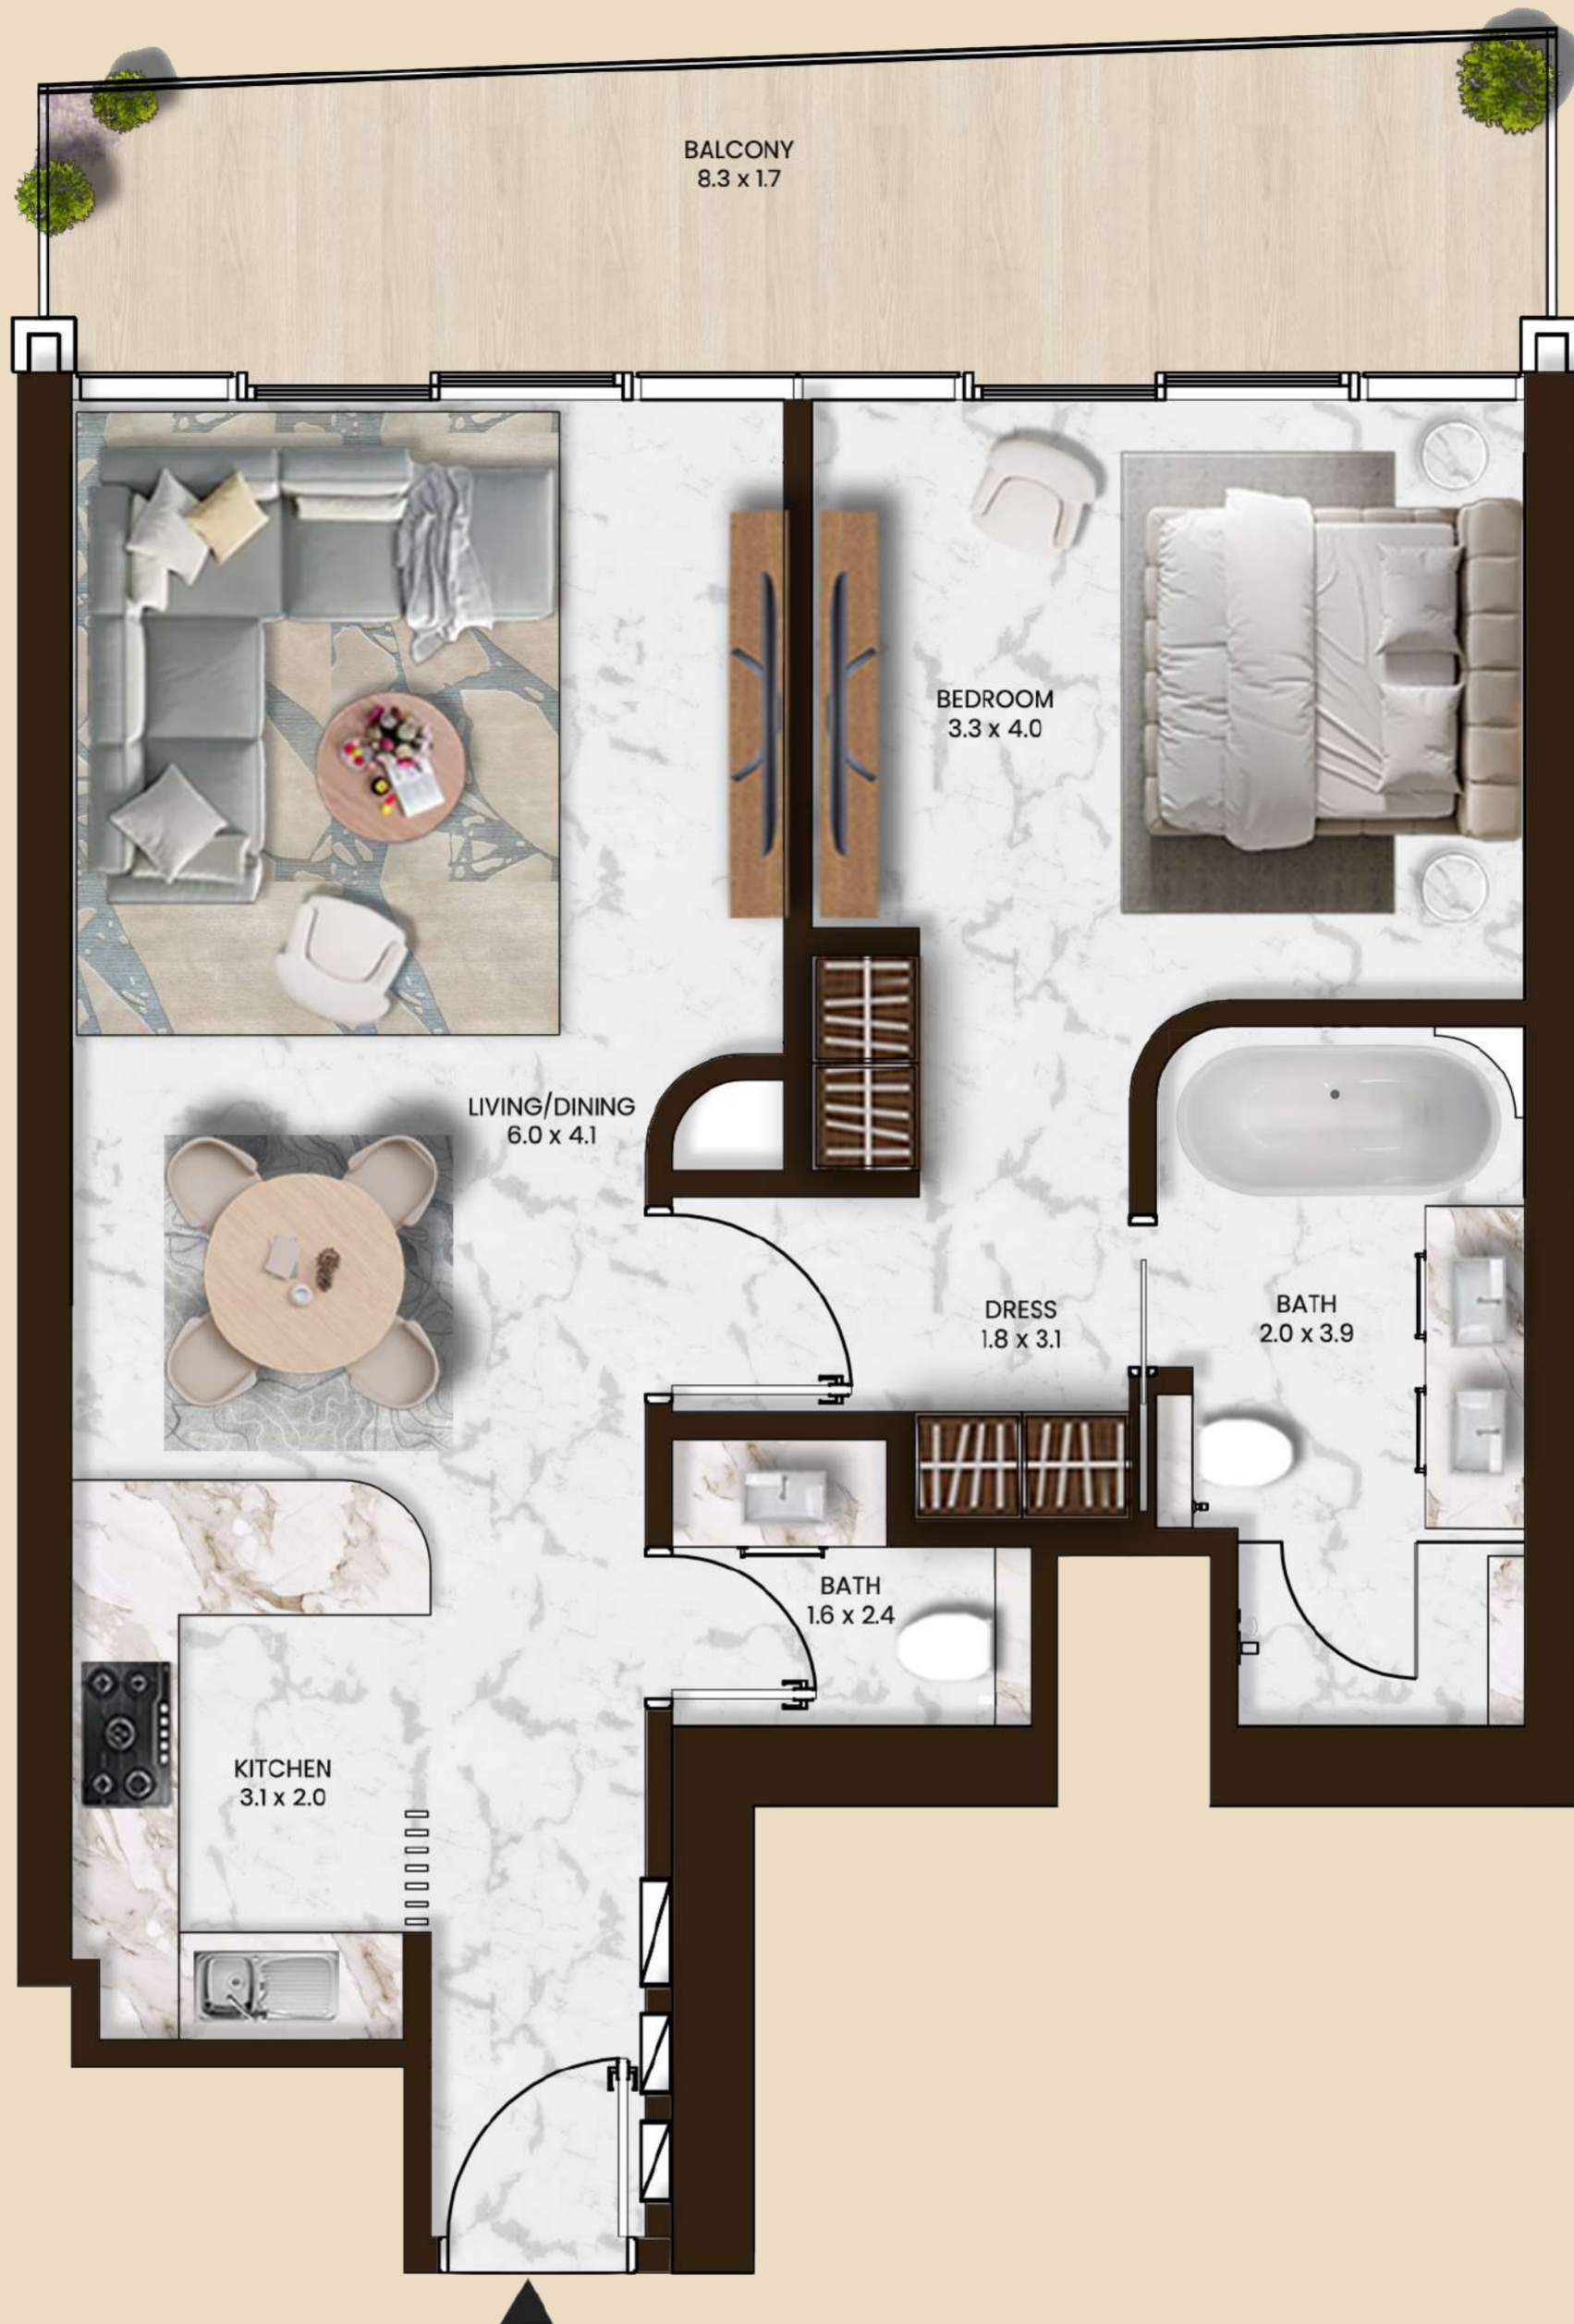 BALCONY
8.3 x 1.7
BEDROOM
3.3 x 4.0
LIVING/DINING
6.0 x 4.1
DRESS
1.8 x 3.1
BATH
2.0 x 3.9
BATH
1.6 x 2.4
KITCHEN
3.1 x 2.0